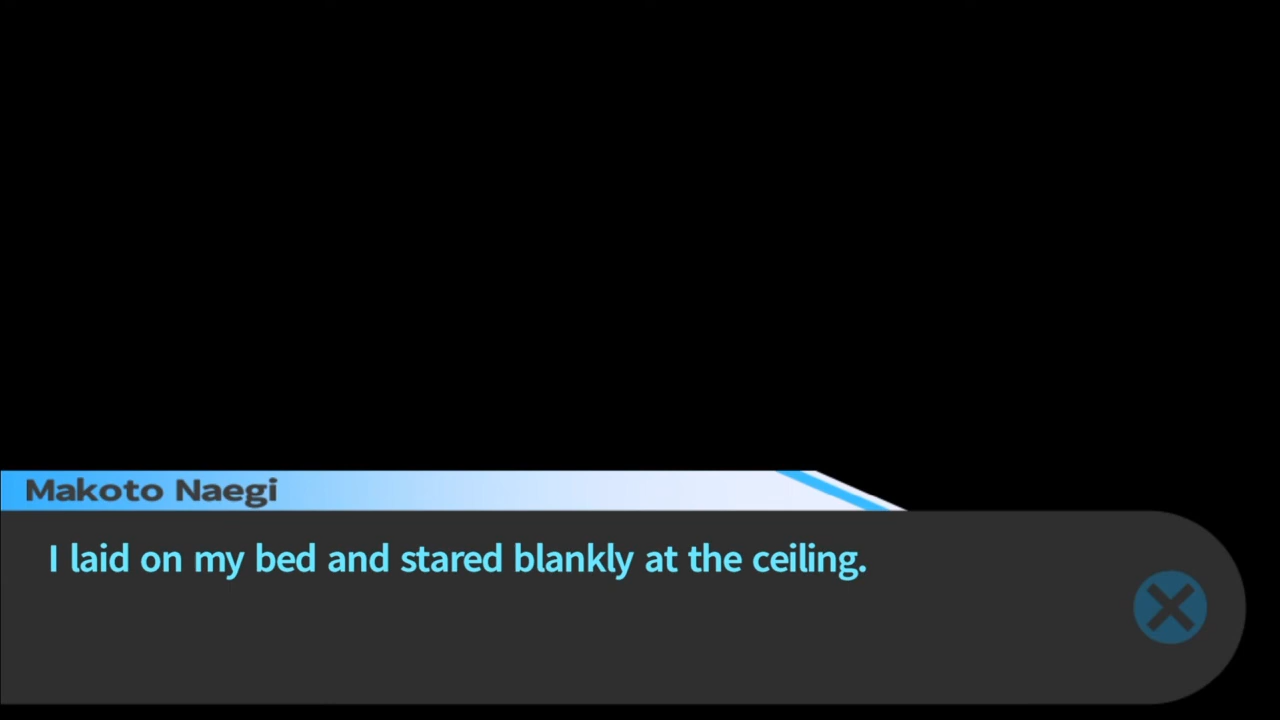 Makoto Naegi
I laid on my bed and stared blankly at the ceiling.